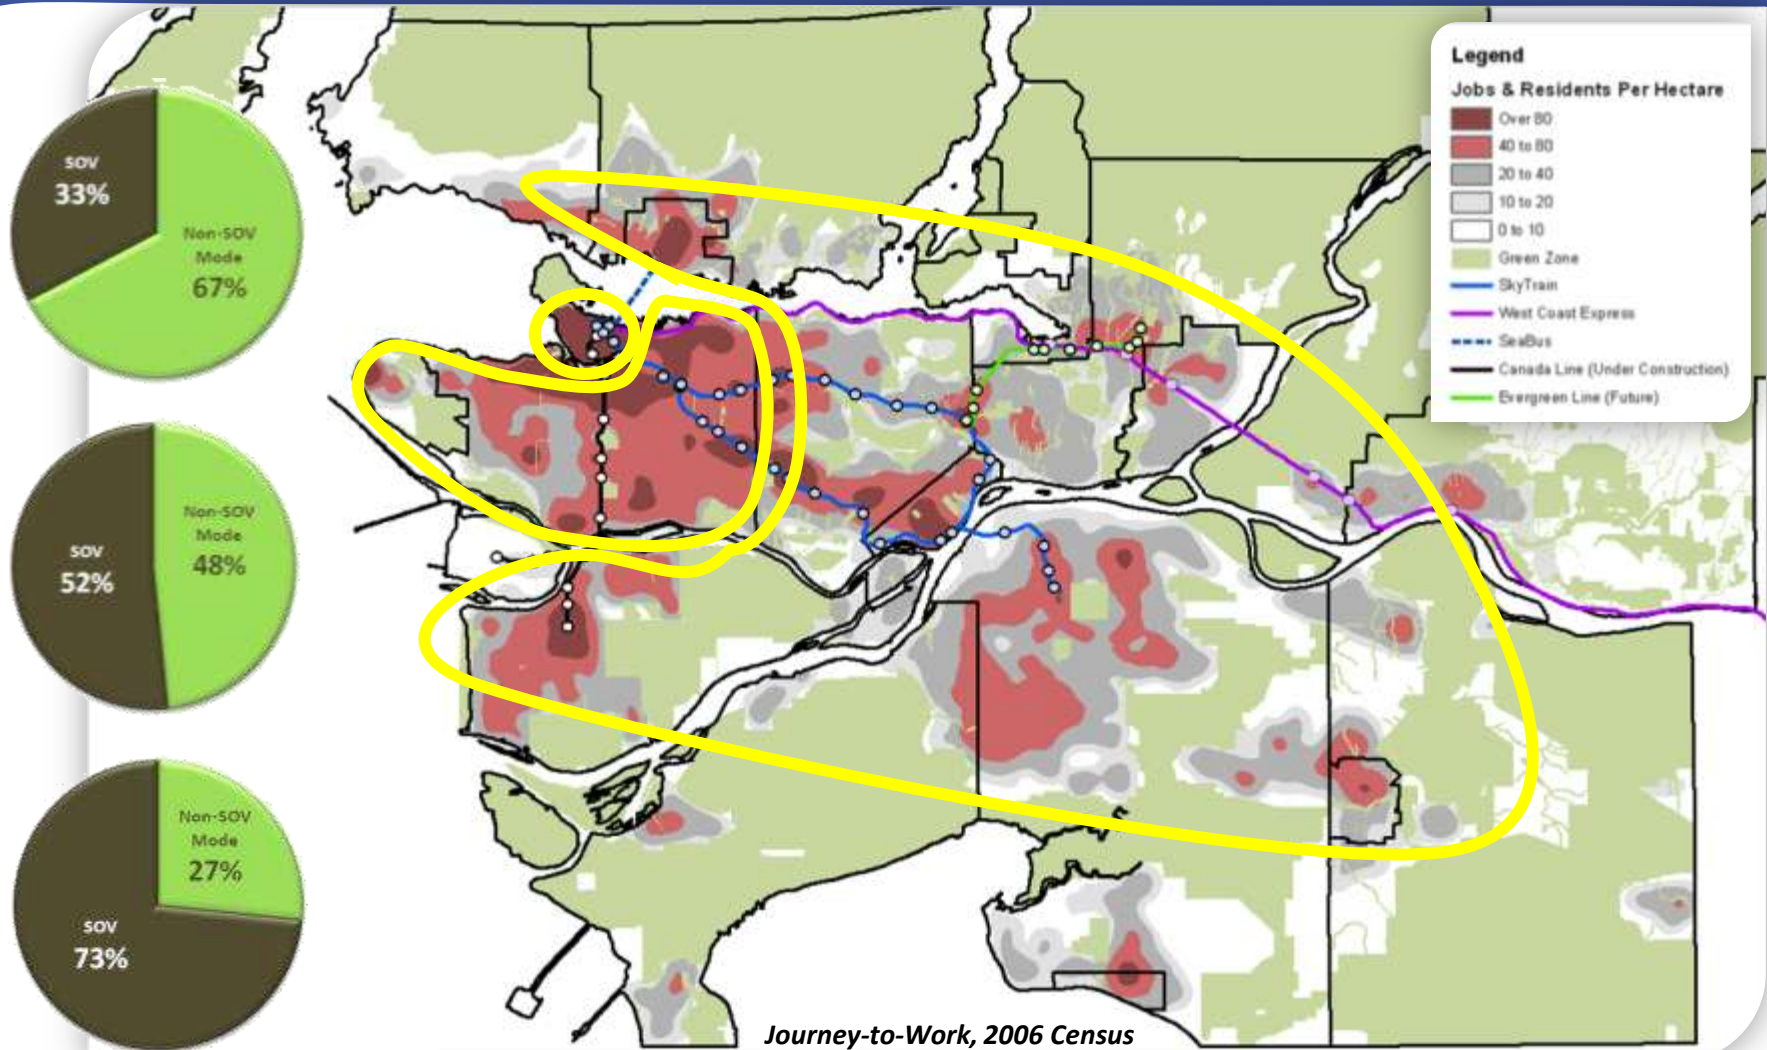 SOV
33%
Non-SOV
Mode
67%
SOV
52%
Non-SOV
Mode
48%
Non-SOV
Mode
27%
SOV
73%
Legend
Jobs & Residents Per Hectare
Over 80
40 to 80
20 to 40
10 to 20
0 to 10
Green Zone
SkyTrain
West Coast Express
SeaBus
Canada Line (Under Construction)
Evergreen Line (Future)
Journey-to-Work, 2006 Census